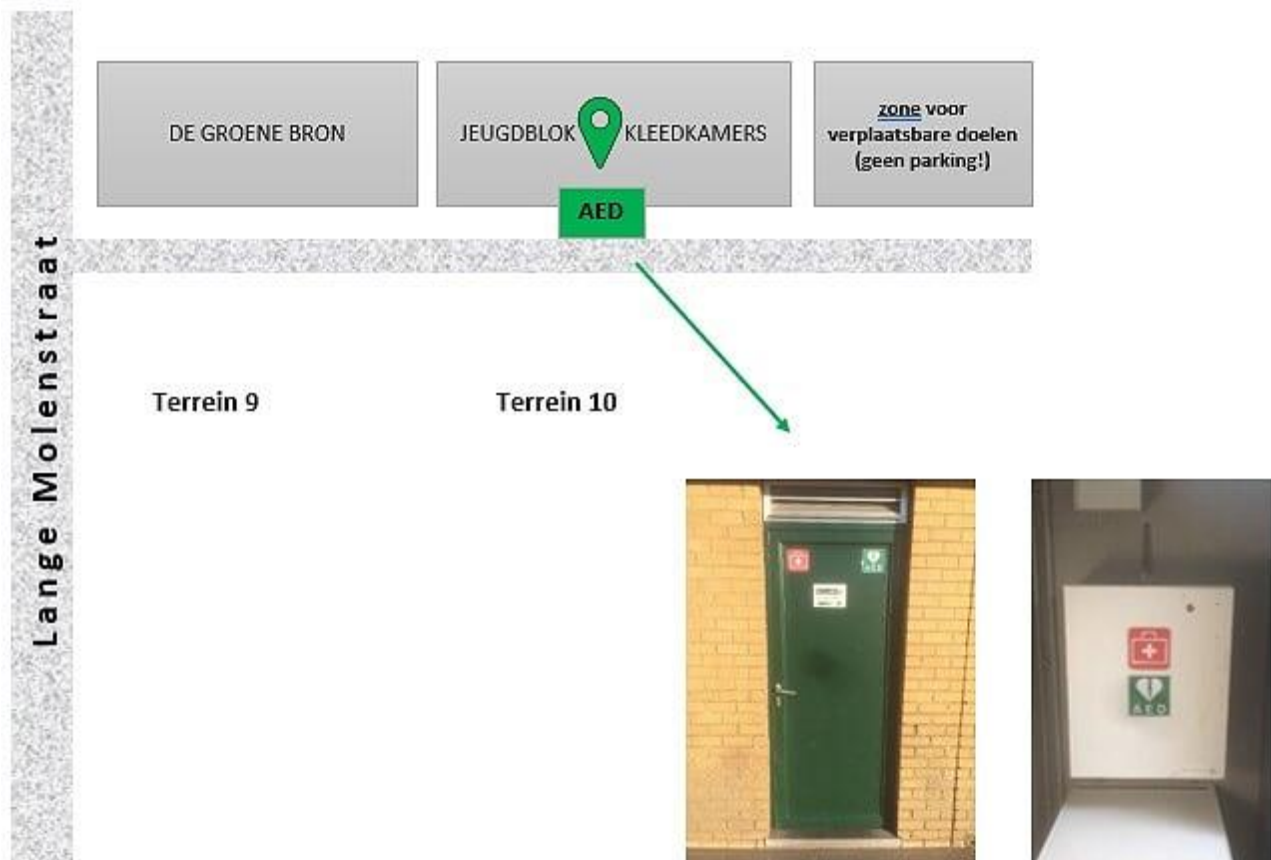 DE GROENE BRON
JEUGDBLOK KLEEDKAMERS
zone voor
verplaatsbare doelen
(geen parking!)
AED
Lange Molenstraat
Terrein 9
Terrein 10
AED
AED